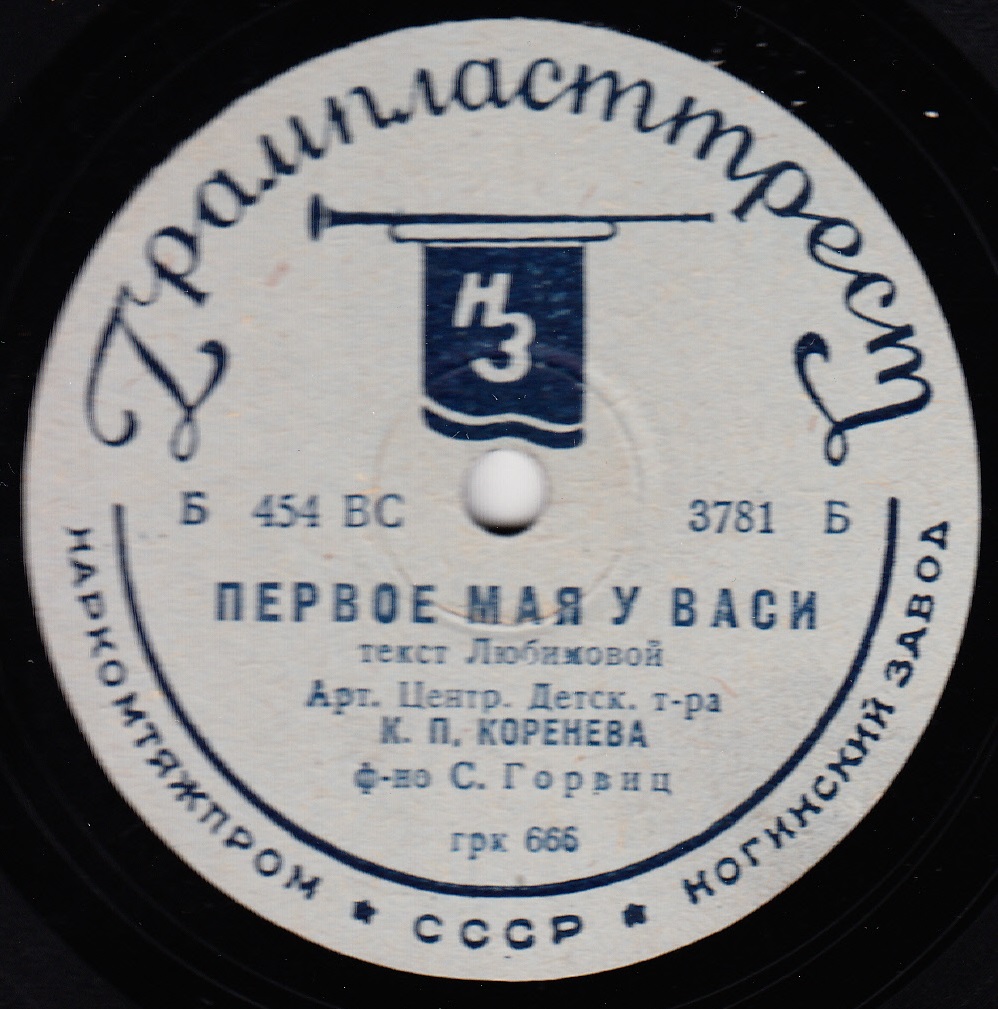 Грампласттрест
НЗ
Б 454 ВС 3781 Б
ПЕРВОЕ МАЯ У ВАСИ
текст Любимовой
Арт. Центр. Детск. т-ра
К. П. КОРЕНЕВА
ф-но С. Горвиц
грк 666
НАРКОМТЯЖПРОМ ★ СССР ★ НОГИНСКИЙ ЗАВОД